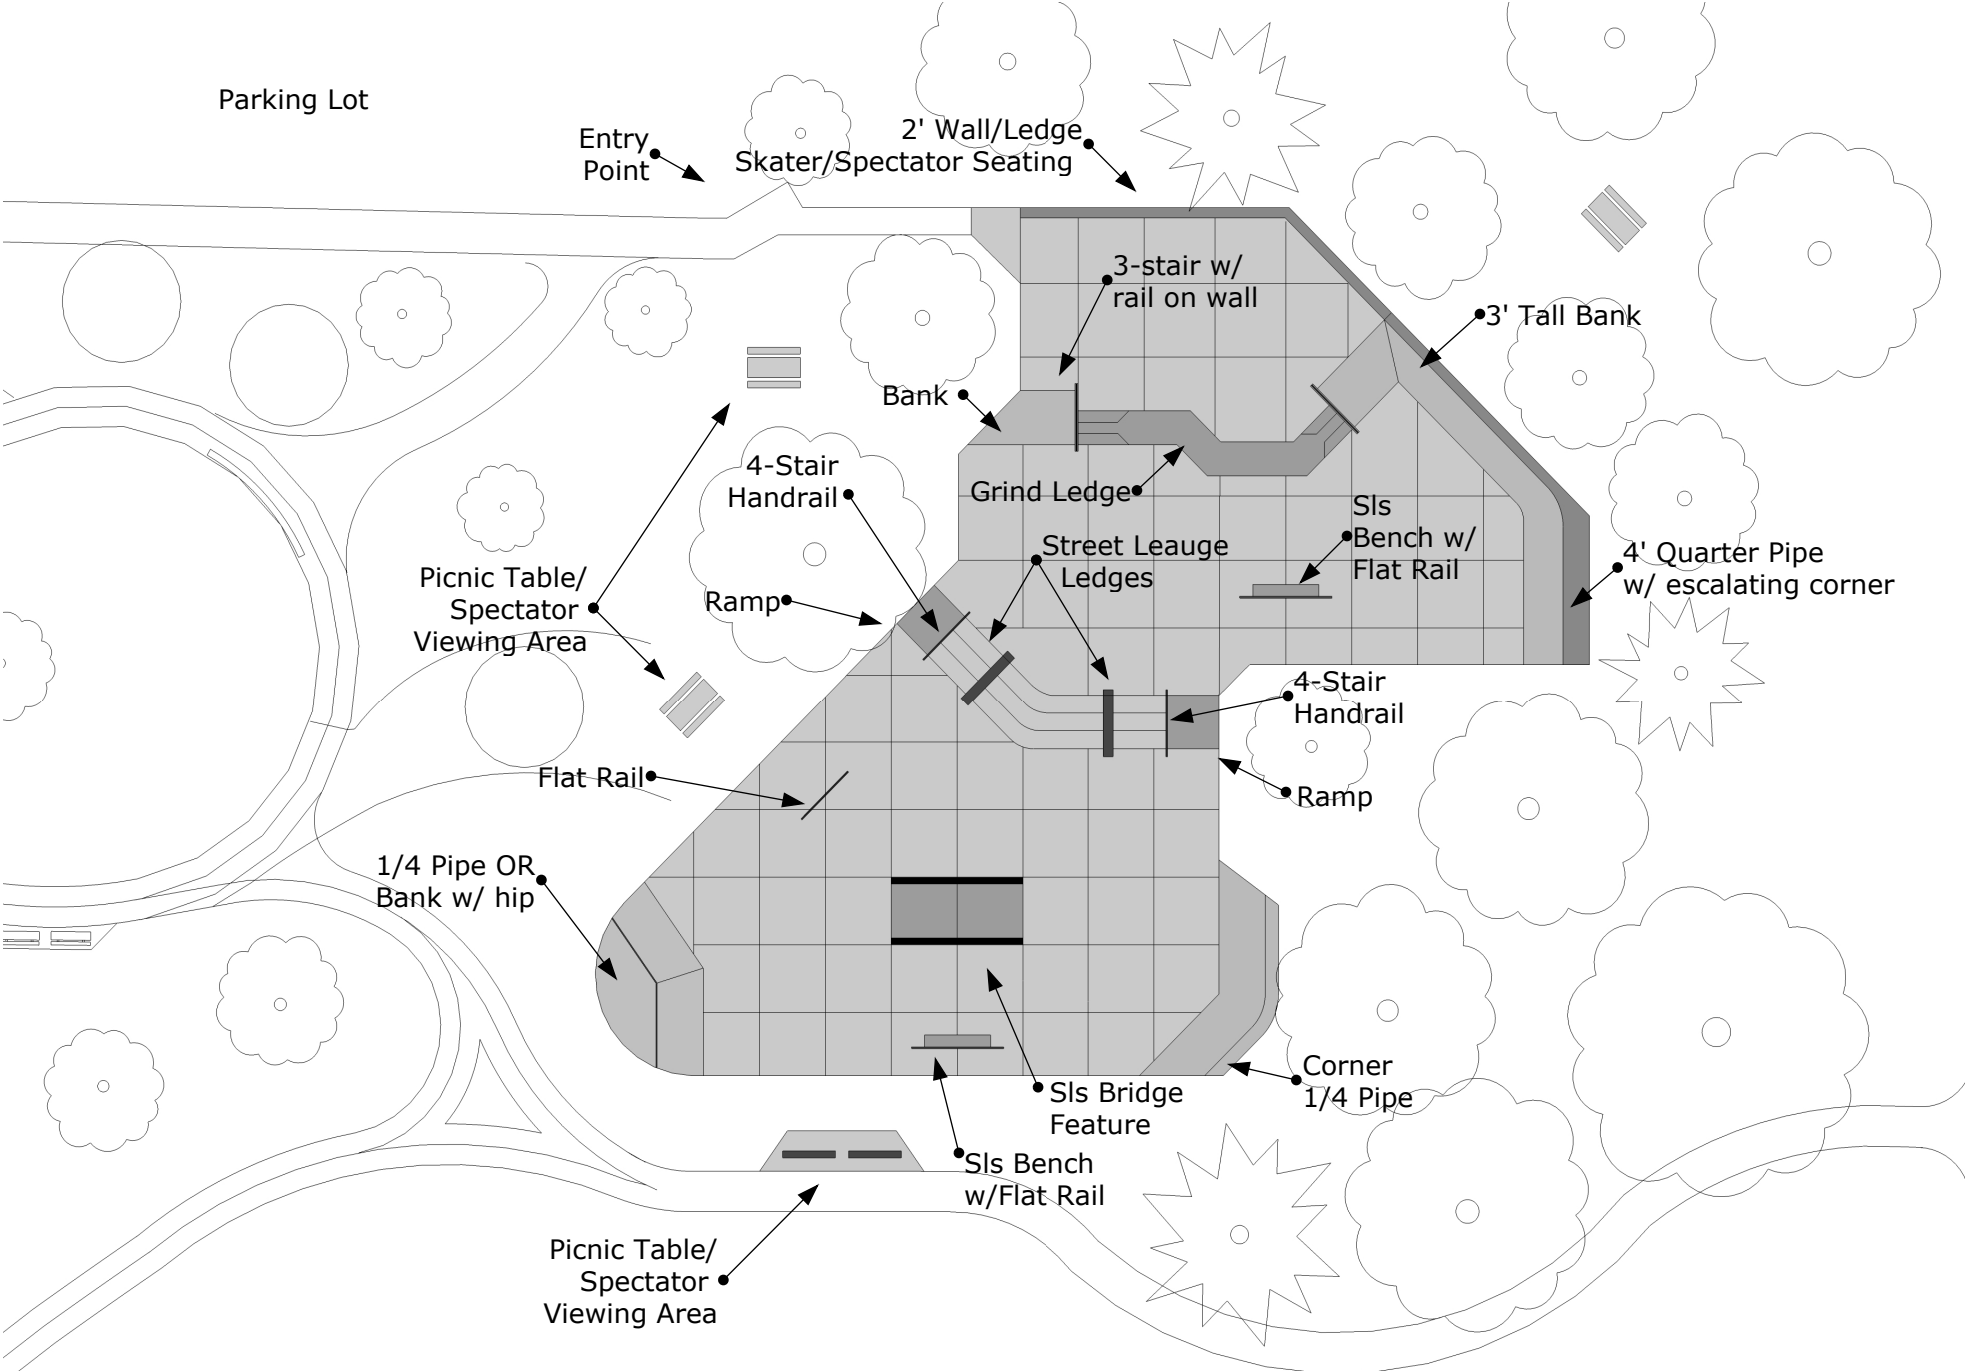 Parking Lot
Entry
Point
2' Wall/Ledge
Skater/Spectator Seating
3-stair w/
rail on wall
3' Tall Bank
Bank
4-Stair
Handrail
Grind Ledge
Sls
Bench w/
Flat Rail
Street Leauge
Ledges
4' Quarter Pipe
w/ escalating corner
Picnic Table/
Spectator
Viewing Area
Ramp
4-Stair
Handrail
Flat Rail
Ramp
1/4 Pipe OR
Bank w/ hip
Corner
1/4 Pipe
Sls Bridge
Feature
Sls Bench
w/Flat Rail
Picnic Table/
Spectator
Viewing Area